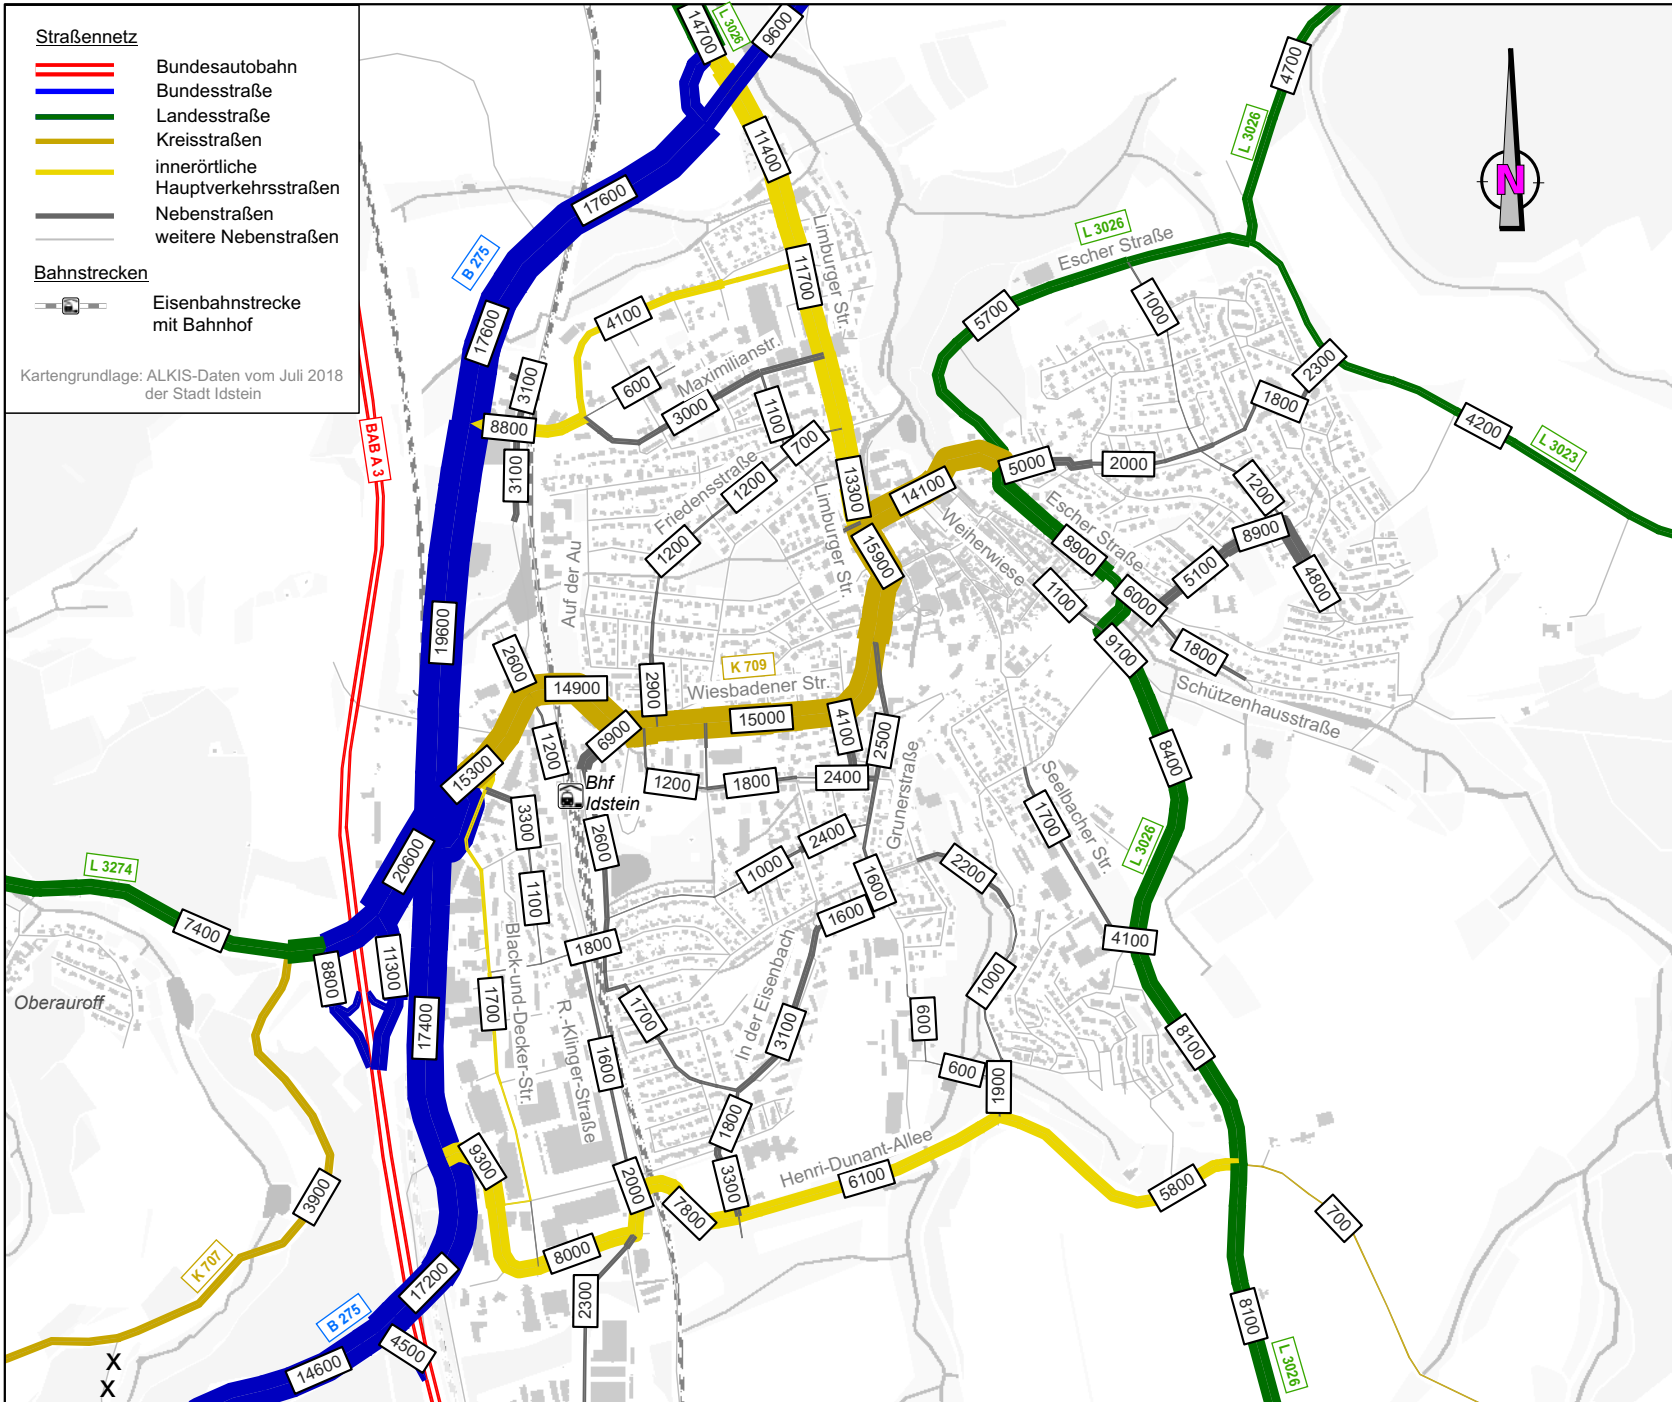 Straßennetz
Bundesautobahn
Bundesstraße
Landesstraße
Kreisstraßen
innerörtliche
Hauptverkehrsstraßen
Nebenstraßen
weitere Nebenstraßen
Bahnstrecken
Eisenbahnstrecke
mit Bahnhof
Kartengrundlage: ALKIS-Daten vom Juli 2018
der Stadt Idstein
14700
L 3026
9600
4700
L 3026
N
11400
17600
Limburger Str.
L 3026
Escher Straße
B 275
11700
1000
5700
4100
17600
Maximilianstr.
2300
3100
600
1800
3000
1100
4200
8800
700
L 3023
BAB A 3
3100
5000
2000
Friedensstraße
1200
13300
14100
1200
Limburger Str.
Weiherwiese
Escher Straße
8900
1200
15900
8900
5100
4800
Auf der Au
1100
6000
19600
2600
9100
1800
K 709
14900
2900
Wiesbadener Str.
Schützenhausstraße
15000
6900
4100
2500
1200
8400
15300
Bhf
Idstein
1200
1800
2400
Grunerstraße
Seelbacher Str.
3300
1700
2600
2400
L 3026
20600
L 3274
1000
1600
2200
1100
7400
1600
4100
1800
8800
11300
Black-und-Decker-Str.
In der Eisenbach
1000
Oberauroff
1700
R.-Klinger-Straße
1700
600
17400
3100
8100
1600
600
1900
1800
9300
Henri-Dunant-Allee
3900
2000
3300
6100
5800
7800
700
K 707
8000
17200
2300
B 275
8100
4500
14600
X
X
L 3026